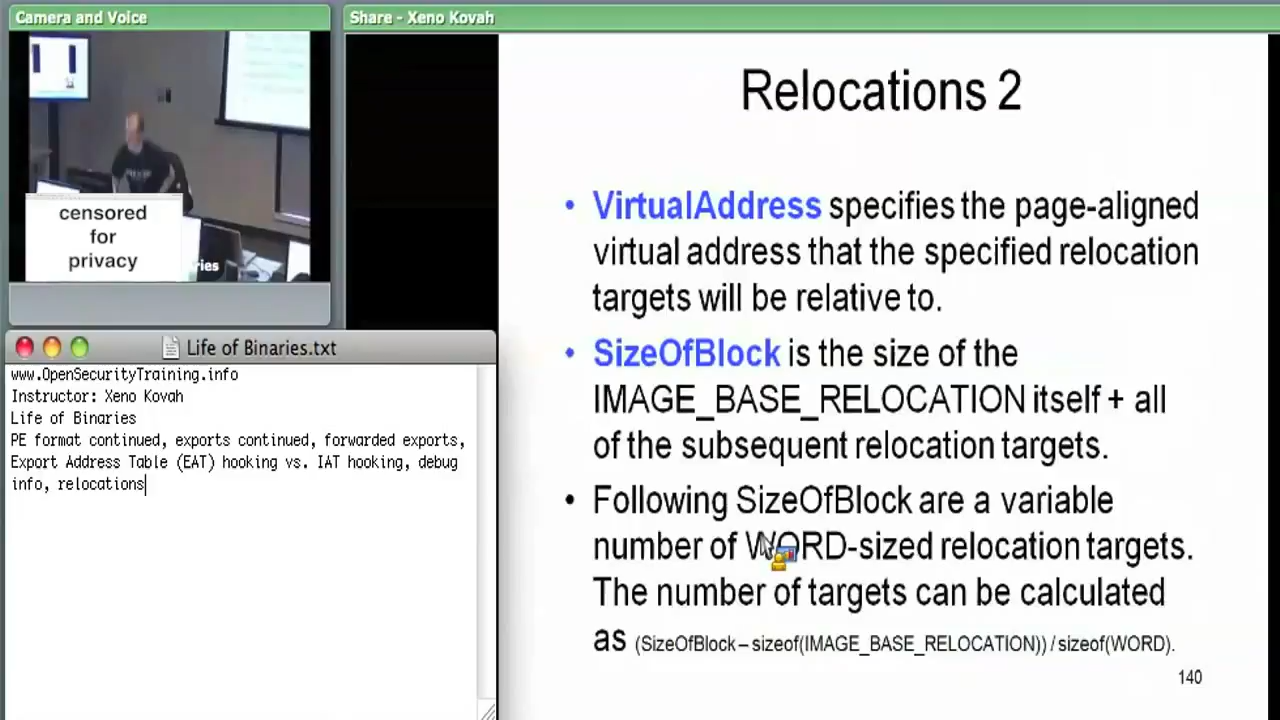 Camera and Voice
Share - Xeno Kovah
censored
for
privacy
ries
Life of Binaries.txt
www.OpenSecurityTraining.info
Instructor: Xeno Kovah
Life of Binaries
PE format continued, exports continued, forwarded exports,
Export Address Table (EAT) hooking vs. IAT hooking, debug
info, relocations
Relocations 2
• VirtualAddress specifies the page-aligned
virtual address that the specified relocation
targets will be relative to.
• SizeOfBlock is the size of the
IMAGE_BASE_RELOCATION itself + all
of the subsequent relocation targets.
• Following SizeOfBlock are a variable
number of WORD-sized relocation targets.
The number of targets can be calculated
as (SizeOfBlock – sizeof(IMAGE_BASE_RELOCATION)) / sizeof(WORD).
140